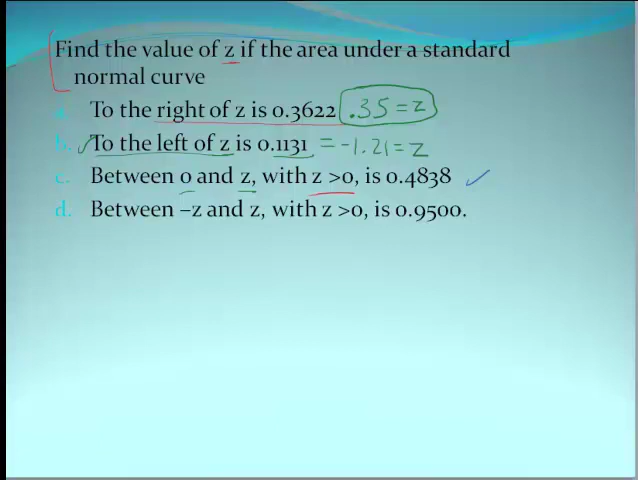 Find the value of z if the area under a standard
normal curve
a. To the right of z is 0.3622 .35 = z
b. To the left of z is 0.1131 = -1.21 = z
c. Between 0 and z, with z >0, is 0.4838
d. Between –z and z, with z >0, is 0.9500.